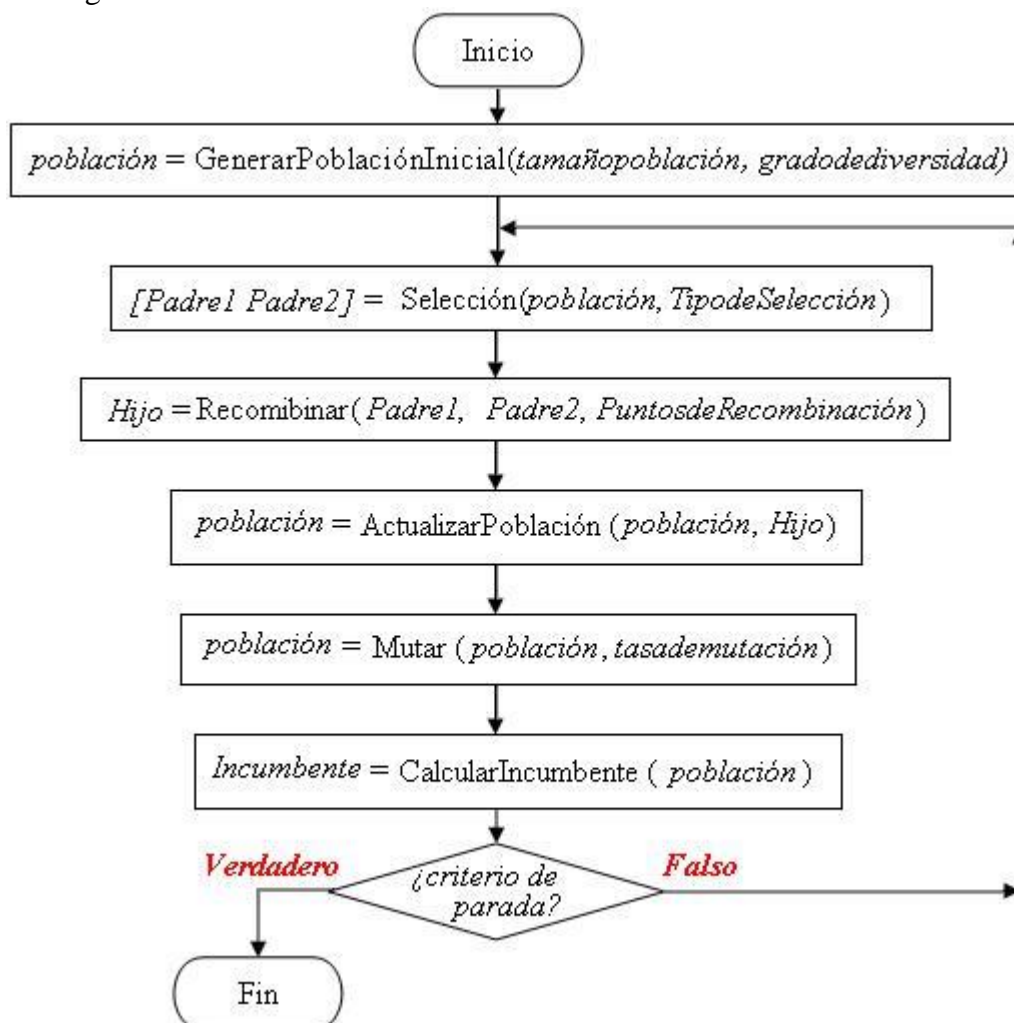 Inicio
población = GenerarPoblaciónInicial(tamañopoblación, gradodediversidad)
[Padre1 Padre2] = Selección(población, TipodeSelección)
Hijo = Recomibinar(Padre1, Padre2, PuntosdeRecombinación)
población = ActualizarPoblación (población, Hijo)
población = Mutar (población, tasademutación)
Incumbente = CalcularIncumbente ( población)
Verdadero
¿criterio de
parada?
Falso
Fin